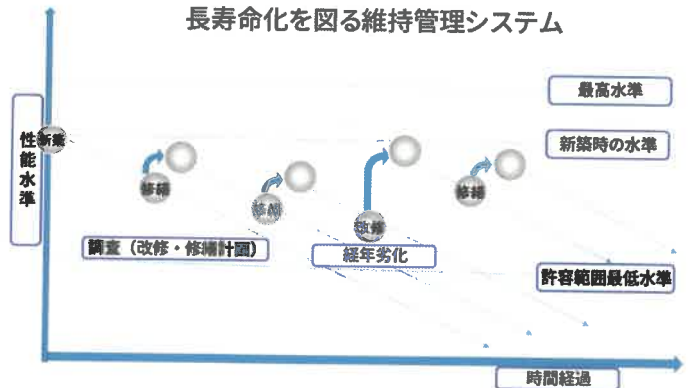 長寿命化を図る維持管理システム
最高水準
新築
性能水準
新築時の水準
修繕
修繕
改修
修繕
調査（改修・修繕計画）
経年劣化
許容範囲最低水準
時間経過